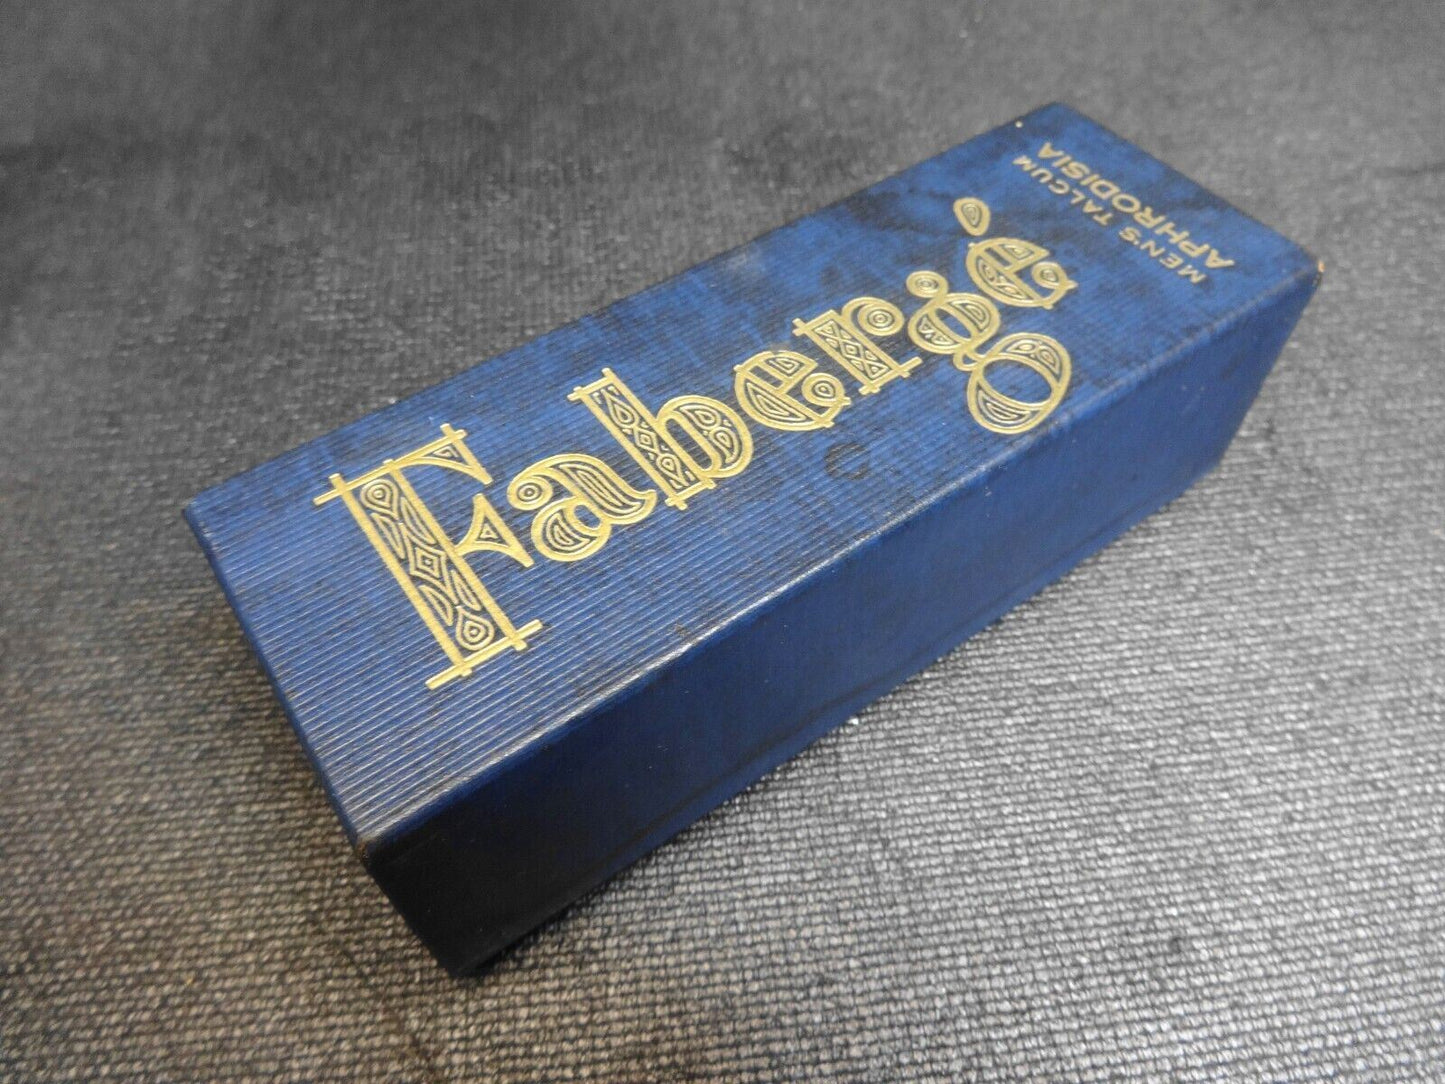 Fabergé
MEN'S TALCUM
APHRODISIA